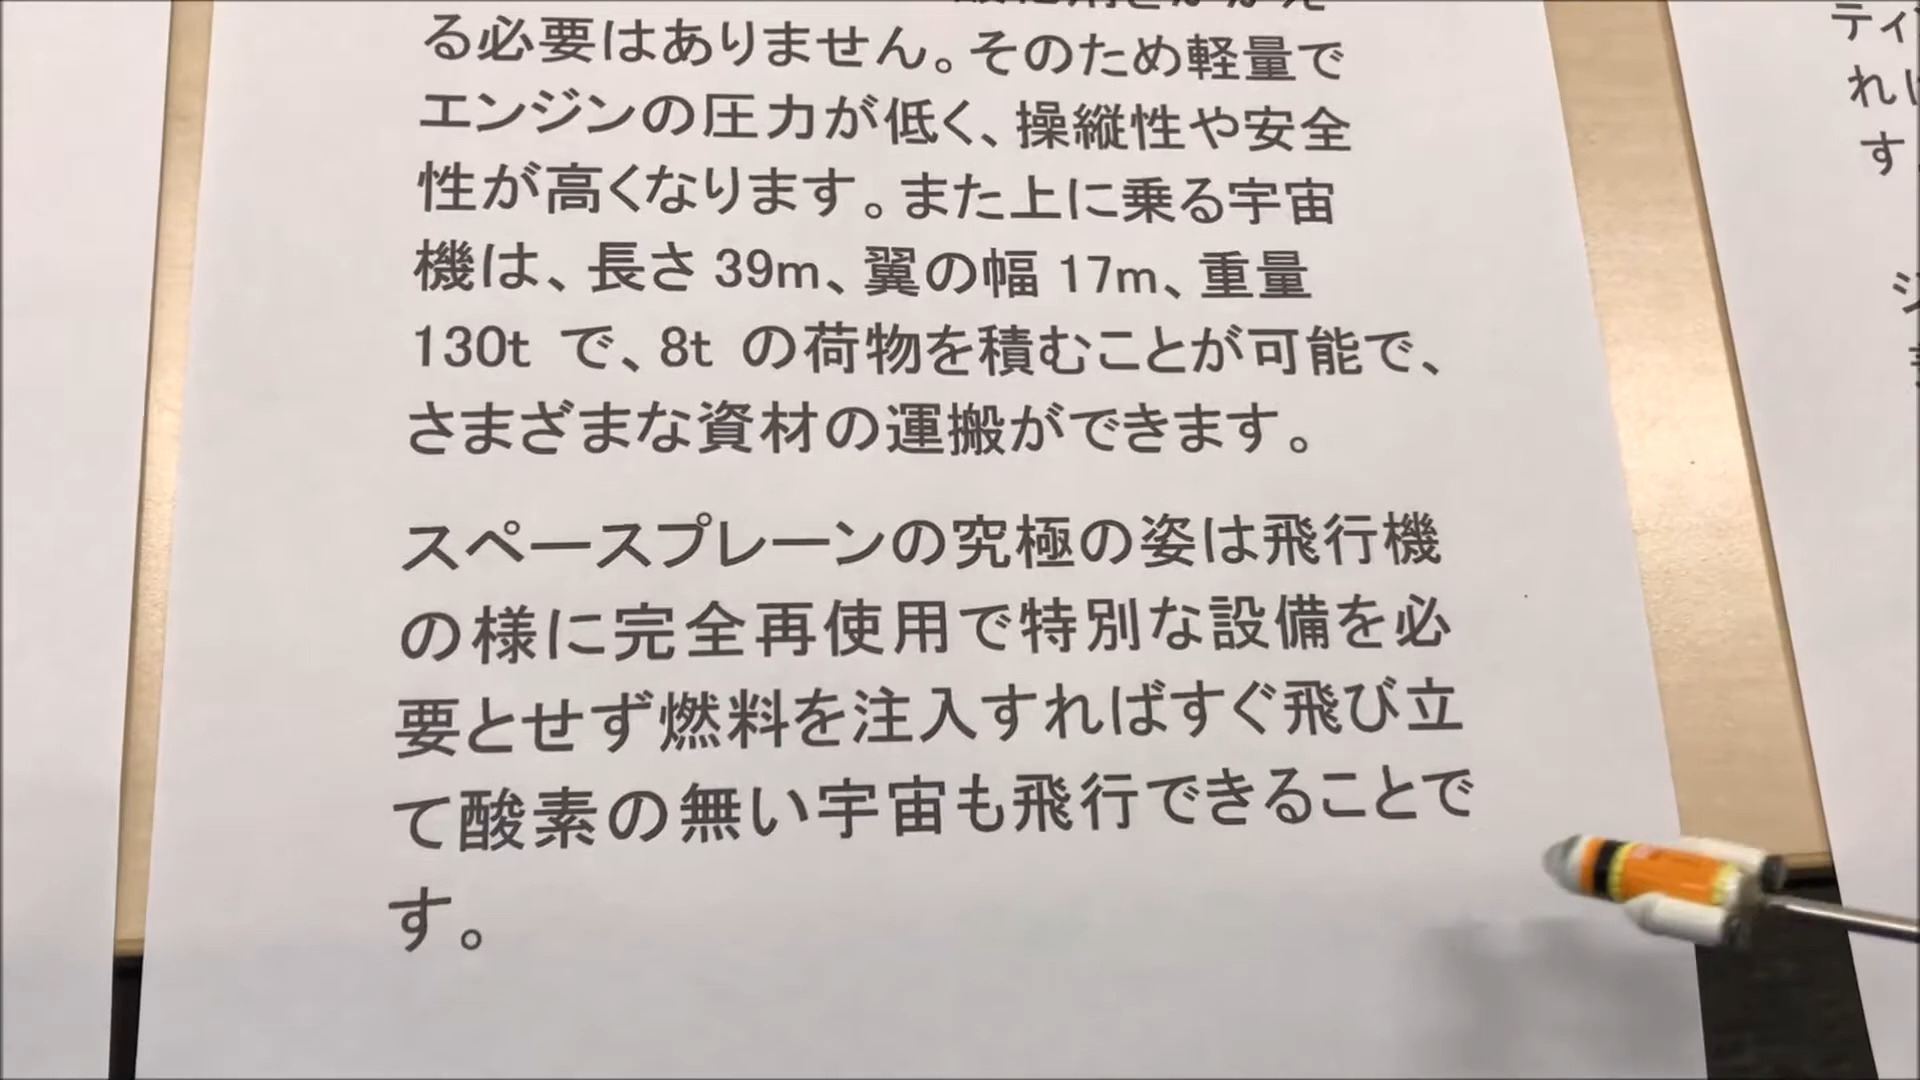 る必要はありません。そのため軽量で
エンジンの圧力が低く、操縦性や安全
性が高くなります。また上に乗る宇宙
機は、長さ 39m、翼の幅 17m、重量
130t で、8t の荷物を積むことが可能で、
さまざまな資材の運搬ができます。
スペースプレーンの究極の姿は飛行機
の様に完全再使用で特別な設備を必
要とせず燃料を注入すればすぐ飛び立
て酸素の無い宇宙も飛行できることで
す。
ティ
れ
す